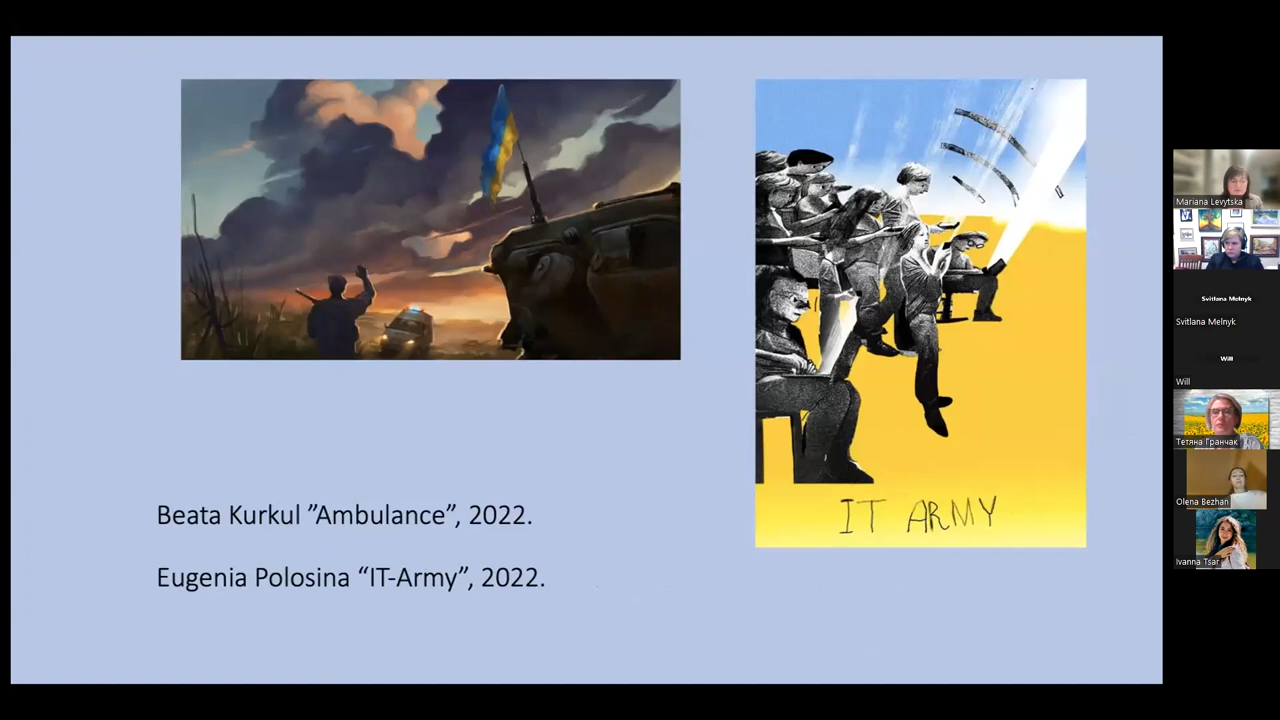 IT ARMY
Beata Kurkul ”Ambulance”, 2022.
Eugenia Polosina “IT-Army”, 2022.
Mariana Levytska
Svitlana Melnyk
Svitlana Melnyk
Will
Will
Тетяна Гранчак
Olena Bezhan
Ivanna Tsar